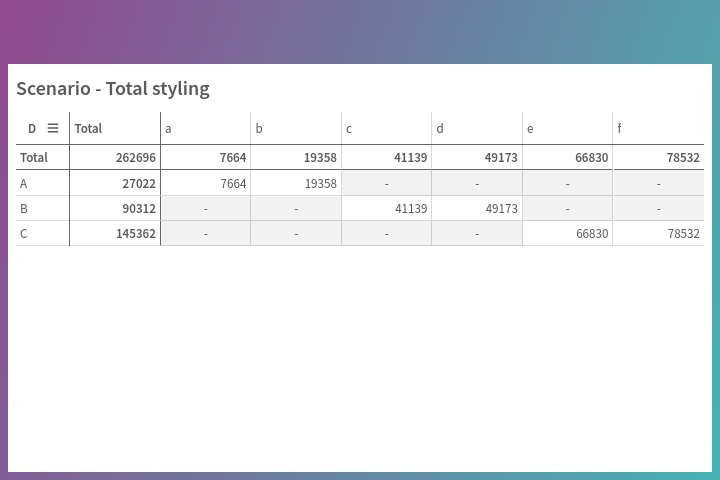 Scenario - Total styling
D Total a b c d e f
Total 262696 7664 19358 41139 49173 66830 78532
A 27022 7664 19358 - - - -
B 90312 - - 41139 49173 - -
C 145362 - - - - 66830 78532